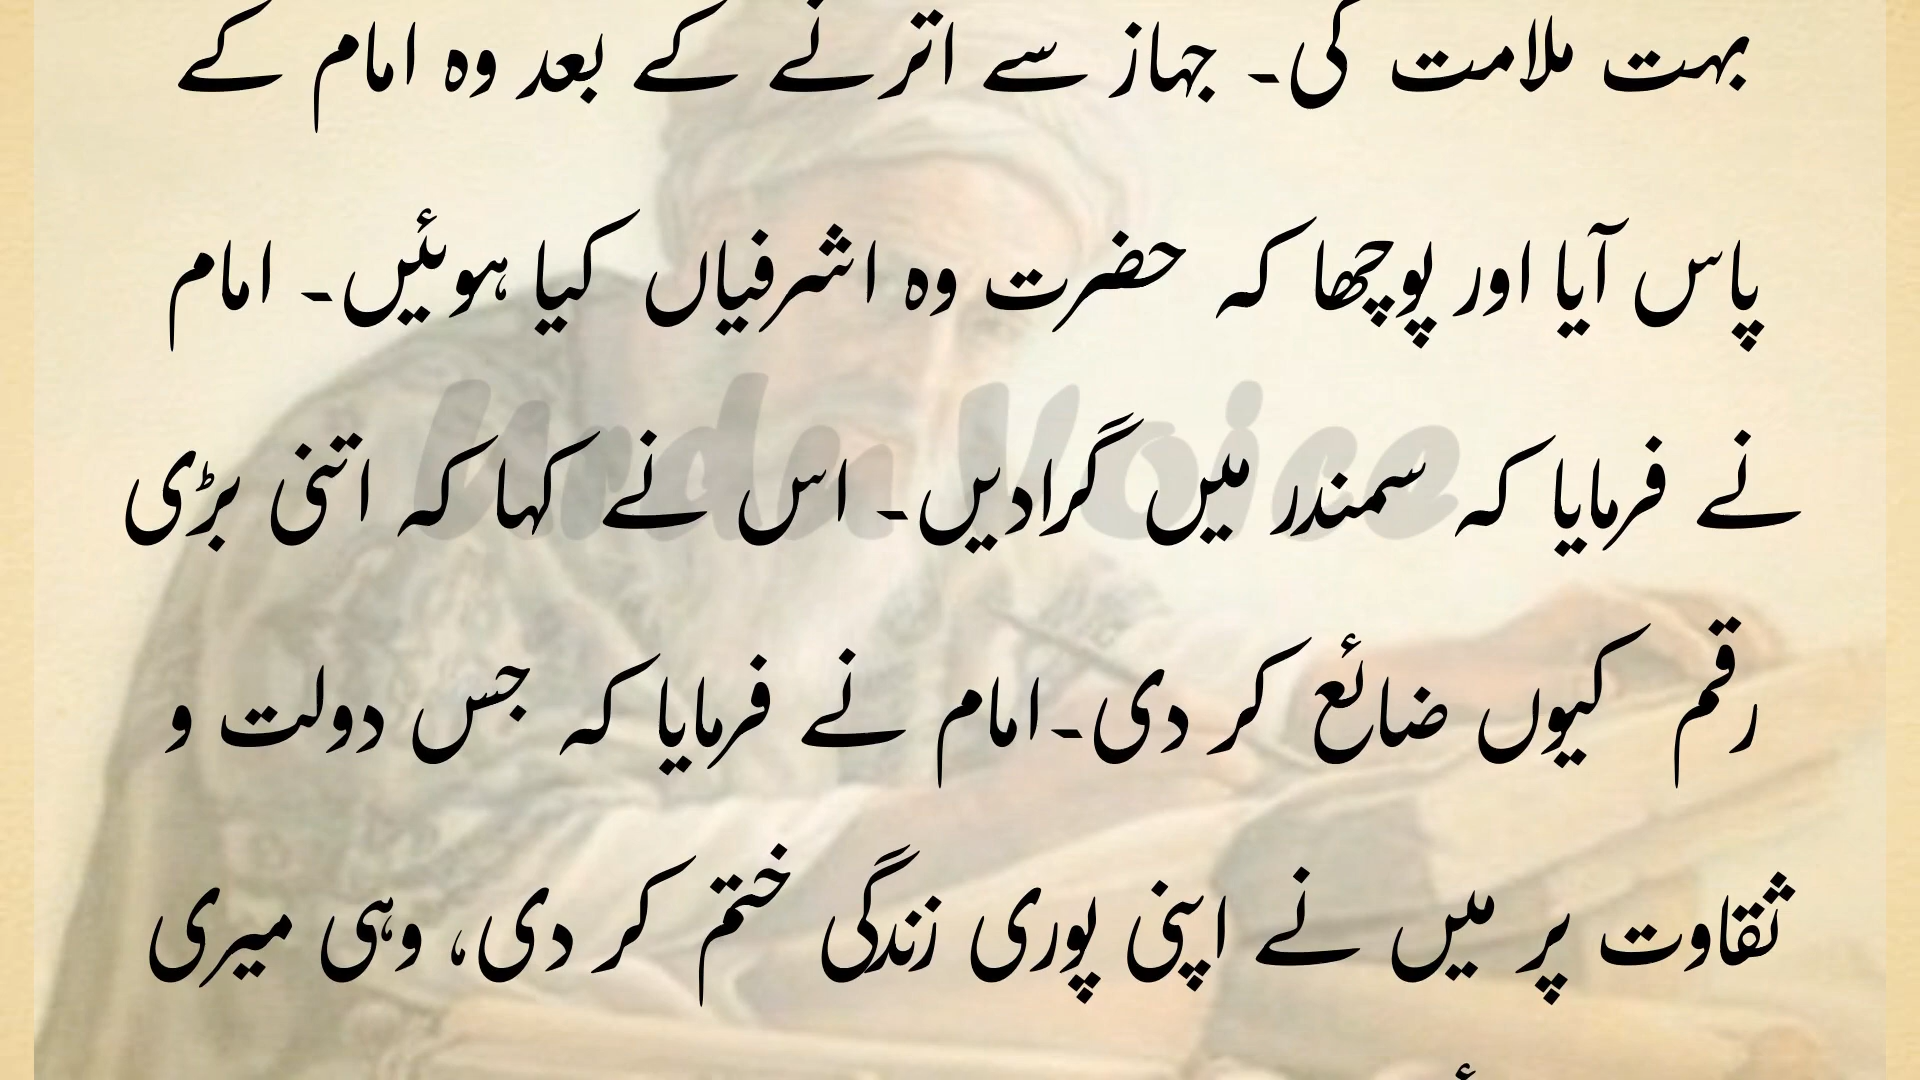 بہت ملامت کی۔ جہاز سے اترنے کے بعد وہ امام کے
پاس آیا اور پوچھا کہ حضرت وہ اشرفیاں کیا ہوئیں۔ امام
نے فرمایا کہ سمندر میں گرادیں۔ اس نے کہا کہ اتنی بڑی
رقم کیوں ضائع کر دی۔امام نے فرمایا کہ جس دولت و
ثقاوت پر میں نے اپنی پوری زندگی ختم کر دی، وہی میری
Urdu Voice